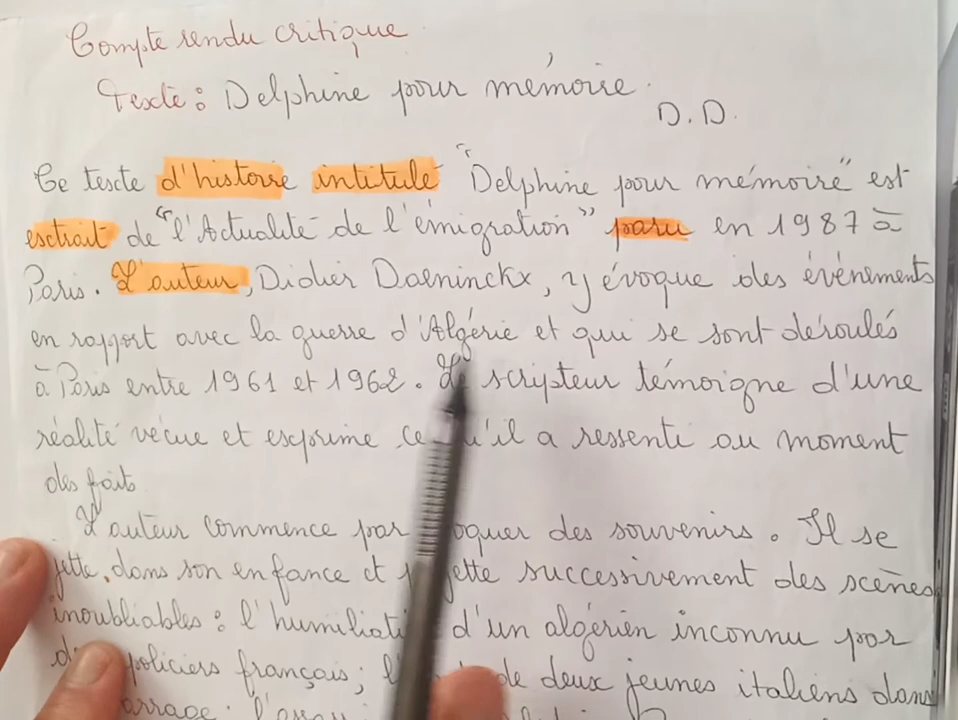 Compte rendu critique
Texte : Delphine pour mémoire.
D.D.
Ce texte d'histoire intitulé "Delphine pour mémoire" est
extrait de "l'Actualité de l'émigration" paru en 1987 à
Paris. L'auteur, Didier Daeninckx, y évoque des événements
en rapport avec la guerre d'Algérie et qui se sont déroulés
à Paris entre 1961 et 1962. Le scripteur témoigne d'une
réalité vécue et exprime ce qu'il a ressenti au moment
des faits
L'auteur commence par des souvenirs. Il se
jette, dans son enfance et successivement des scènes
inoubliables : l' d'un algérien inconnu par
policiers français ; de deux jeunes italiens dans